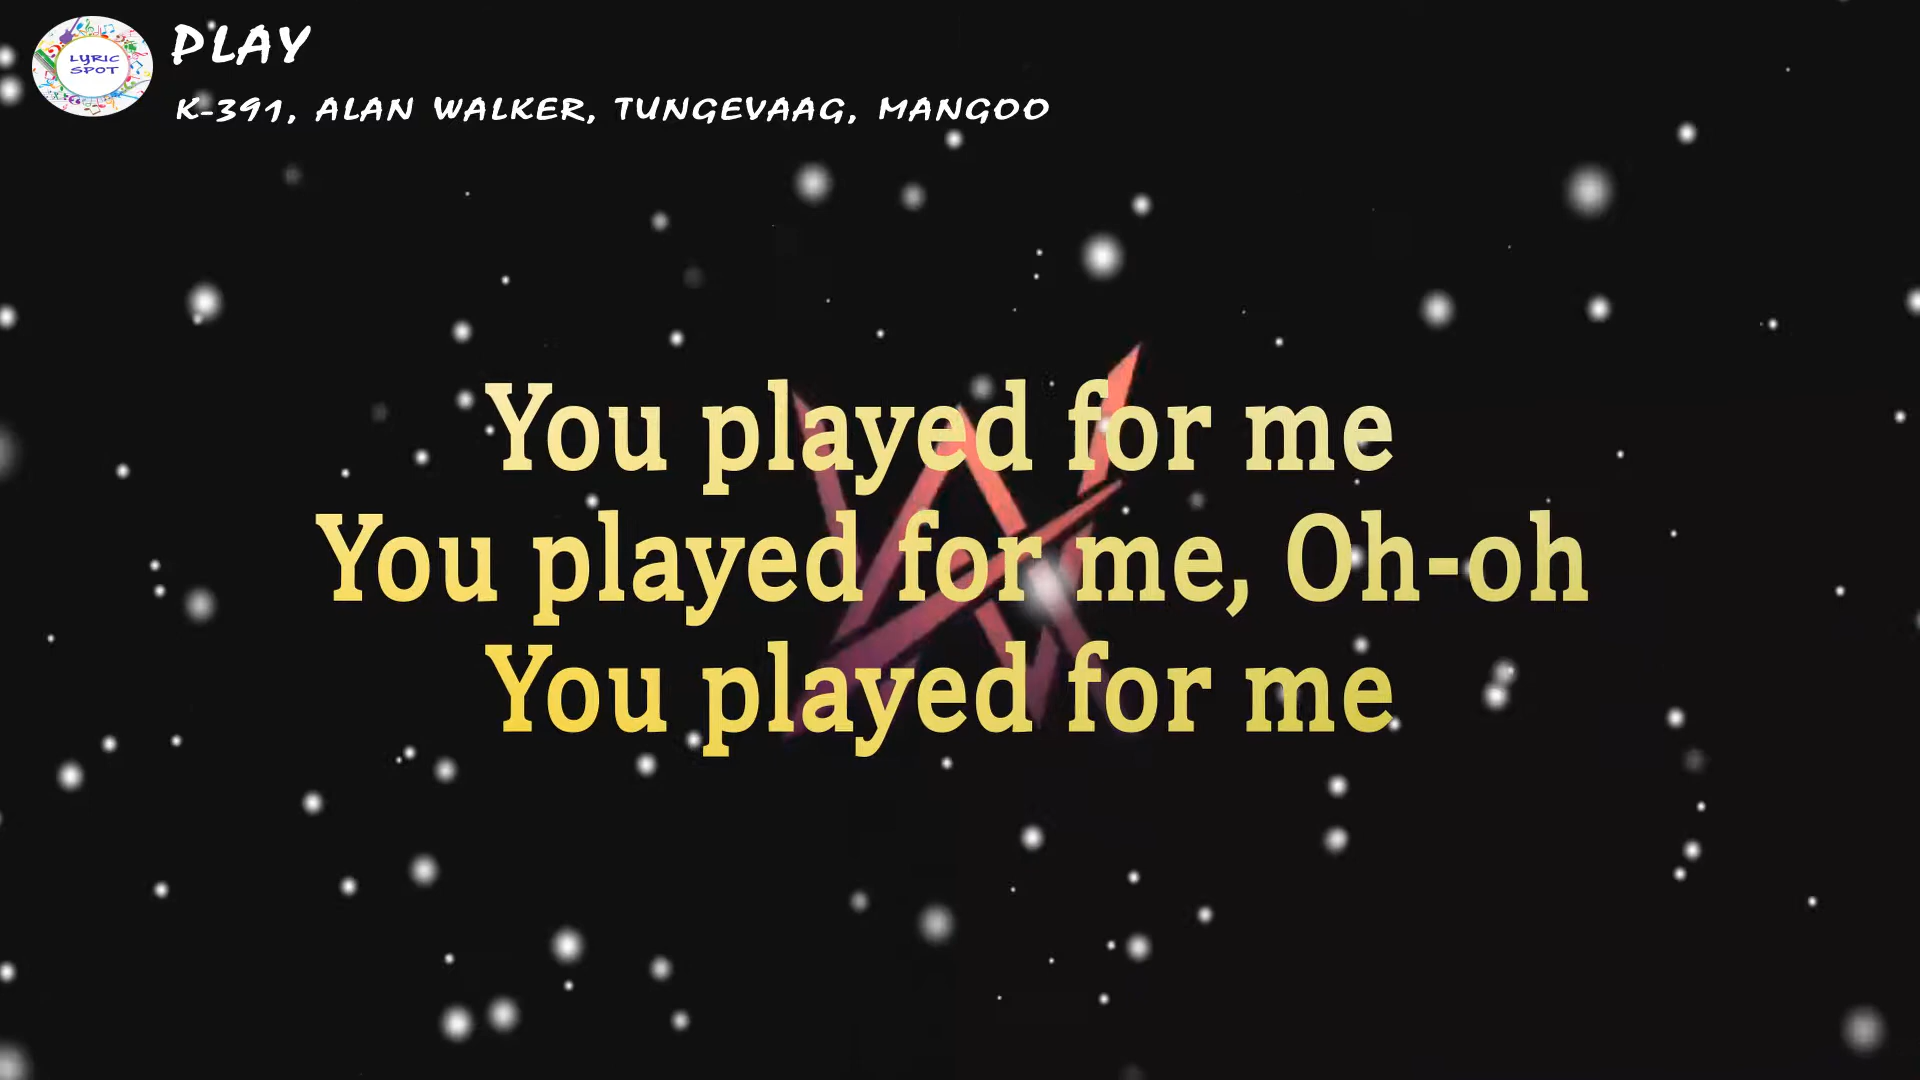 LYRIC
SPOT
PLAY
K-391, ALAN WALKER, TUNGEVAAG, MANGOO
You played for me
You played for me, Oh-oh
You played for me